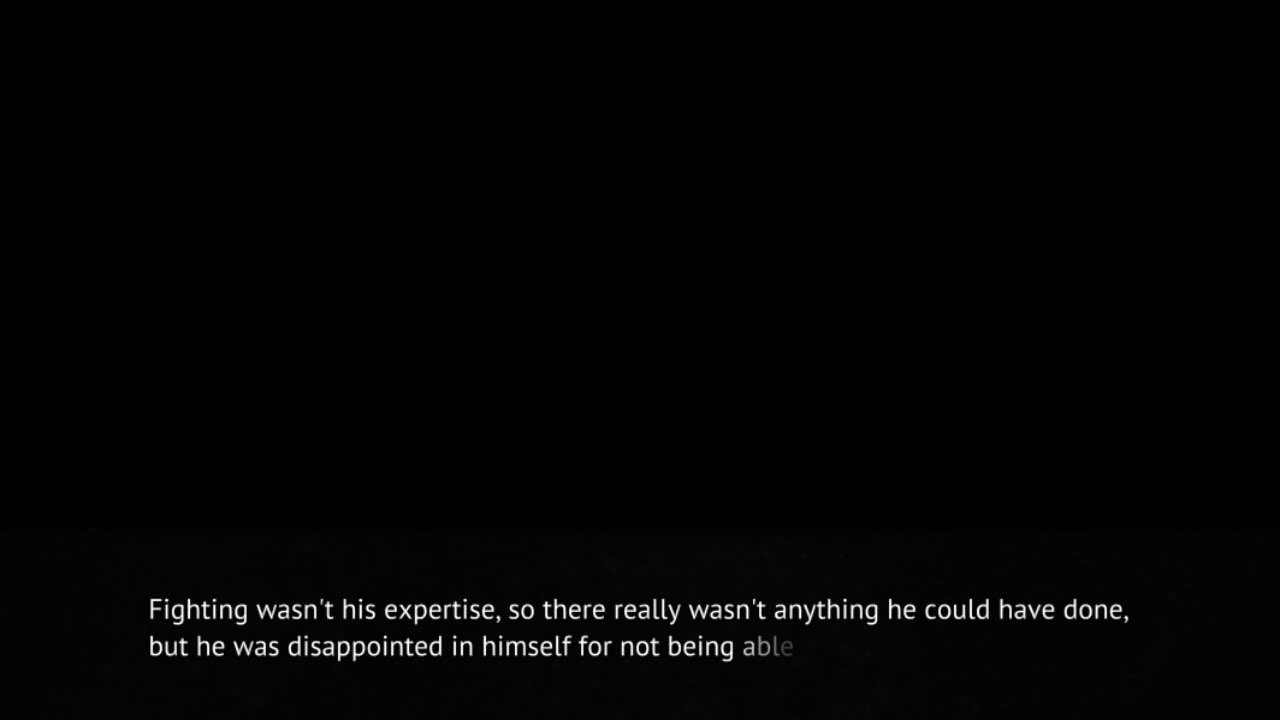 Fighting wasn't his expertise, so there really wasn't anything he could have done,
but he was disappointed in himself for not being able